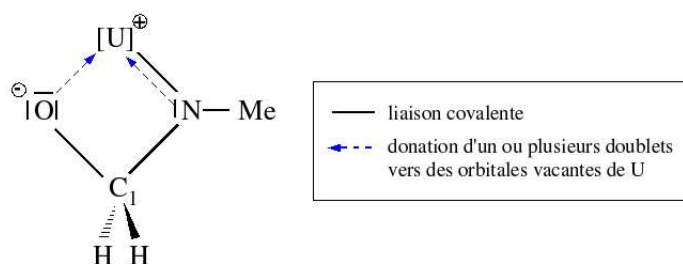 [U]⊕
⊖
|O| |N — Me
C1
H H
liaison covalente
donation d'un ou plusieurs doublets
vers des orbitales vacantes de U